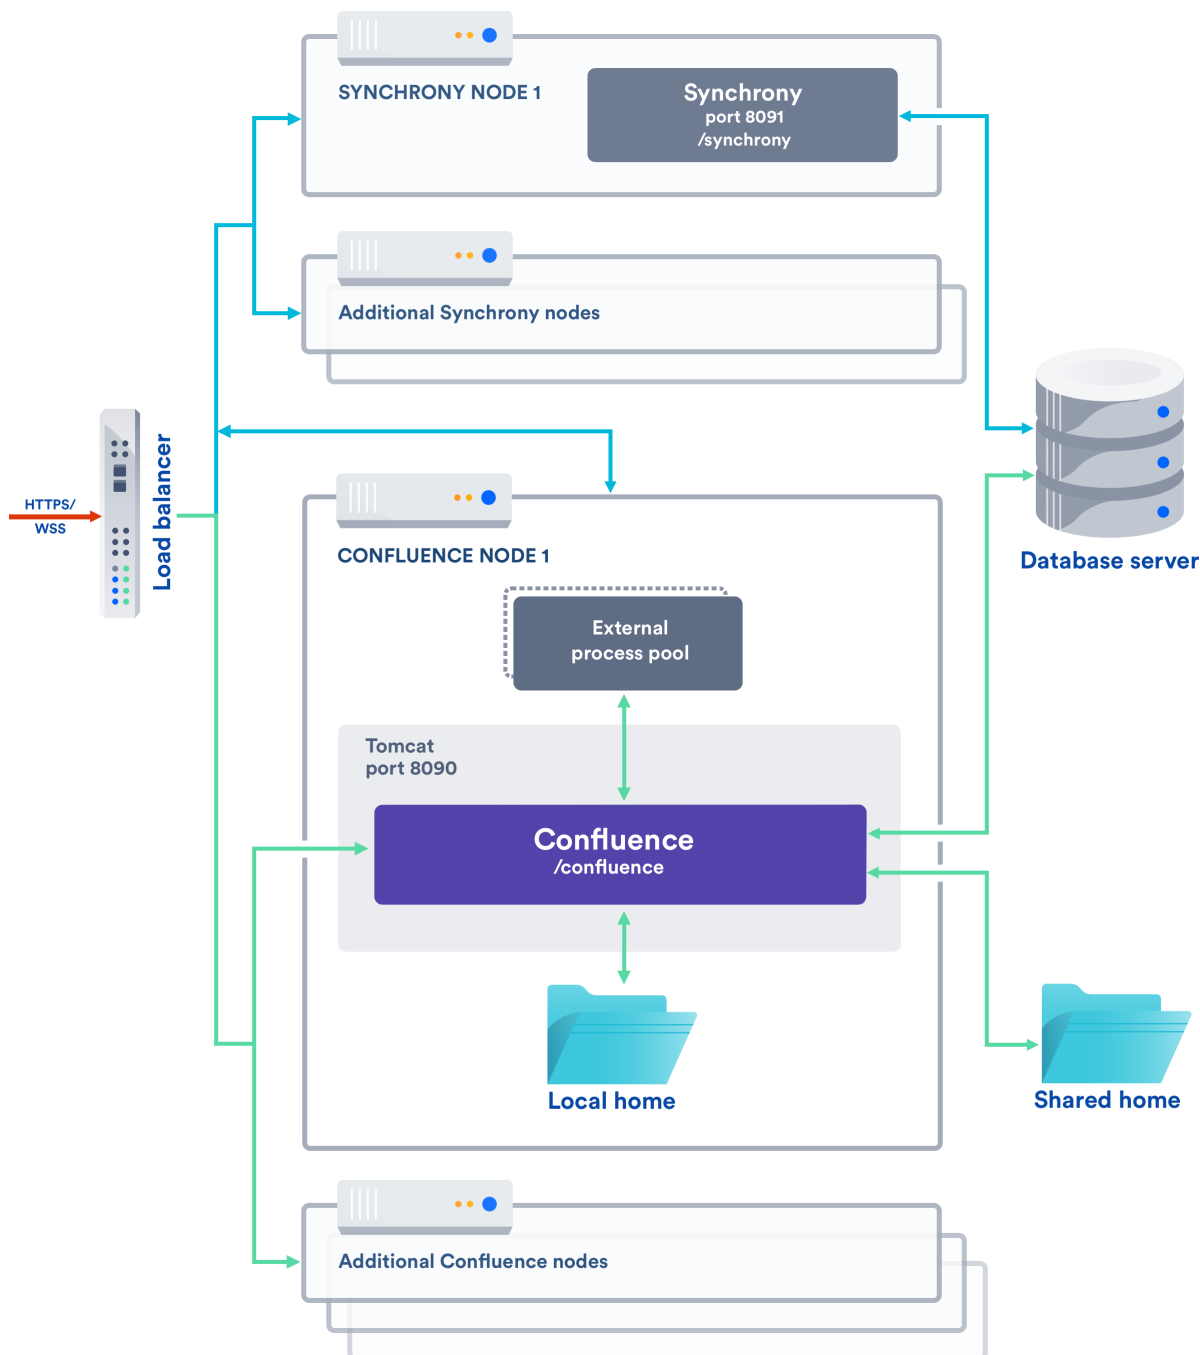 SYNCHRONY NODE 1
Synchrony
port 8091
/synchrony
Additional Synchrony nodes
HTTPS/
WSS
Load balancer
CONFLUENCE NODE 1
External
process pool
Database server
Tomcat
port 8090
Confluence
/confluence
Local home
Shared home
Additional Confluence nodes